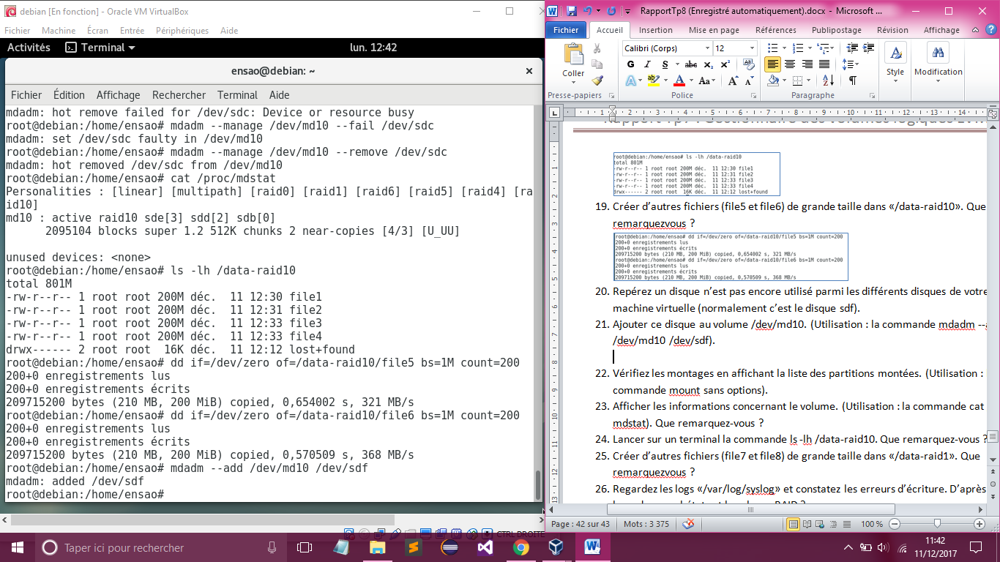 debian [En fonction] - Oracle VM VirtualBox
Fichier Machine Écran Entrée Périphériques Aide
Activités Terminal lun. 12:42
ensao@debian: ~
Fichier Édition Affichage Rechercher Terminal Aide
mdadm: hot remove failed for /dev/sdc: Device or resource busy
root@debian:/home/ensao# mdadm --manage /dev/md10 --fail /dev/sdc
mdadm: set /dev/sdc faulty in /dev/md10
root@debian:/home/ensao# mdadm --manage /dev/md10 --remove /dev/sdc
mdadm: hot removed /dev/sdc from /dev/md10
root@debian:/home/ensao# cat /proc/mdstat
Personalities : [linear] [multipath] [raid0] [raid1] [raid6] [raid5] [raid4] [ra
id10]
md10 : active raid10 sde[3] sdd[2] sdb[0]
2095104 blocks super 1.2 512K chunks 2 near-copies [4/3] [U_UU]
unused devices: <none>
root@debian:/home/ensao# ls -lh /data-raid10
total 801M
-rw-r--r-- 1 root root 200M déc. 11 12:30 file1
-rw-r--r-- 1 root root 200M déc. 11 12:31 file2
-rw-r--r-- 1 root root 200M déc. 11 12:33 file3
-rw-r--r-- 1 root root 200M déc. 11 12:33 file4
drwx------ 2 root root 16K déc. 11 12:12 lost+found
root@debian:/home/ensao# dd if=/dev/zero of=/data-raid10/file5 bs=1M count=200
200+0 enregistrements lus
200+0 enregistrements écrits
209715200 bytes (210 MB, 200 MiB) copied, 0,654002 s, 321 MB/s
root@debian:/home/ensao# dd if=/dev/zero of=/data-raid10/file6 bs=1M count=200
200+0 enregistrements lus
200+0 enregistrements écrits
209715200 bytes (210 MB, 200 MiB) copied, 0,570509 s, 368 MB/s
root@debian:/home/ensao# mdadm --add /dev/md10 /dev/sdf
mdadm: added /dev/sdf
root@debian:/home/ensao#
CTRL DROITE
RapportTp8 (Enregistré automatiquement).docx - Microsoft ...
Fichier Accueil Insertion Mise en page Références Publipostage Révision Affichage
Calibri (Corps) 12
Coller
G I S abc x₂ x²
Style Modification
Presse-papiers Police Paragraphe
1 1 2 3 4 5 6 7 8 9 10 11 12 13 14
root@debian:/home/ensao# ls -lh /data-raid10
total 801M
-rw-r--r-- 1 root root 200M déc. 11 12:30 file1
-rw-r--r-- 1 root root 200M déc. 11 12:31 file2
-rw-r--r-- 1 root root 200M déc. 11 12:33 file3
-rw-r--r-- 1 root root 200M déc. 11 12:33 file4
drwx------ 2 root root 16K déc. 11 12:12 lost+found
19. Créer d’autres fichiers (file5 et file6) de grande taille dans «/data-raid10». Que
remarquezvous ?
root@debian:/home/ensao# dd if=/dev/zero of=/data-raid10/file5 bs=1M count=200
200+0 enregistrements lus
200+0 enregistrements écrits
209715200 bytes (210 MB, 200 MiB) copied, 0,654002 s, 321 MB/s
root@debian:/home/ensao# dd if=/dev/zero of=/data-raid10/file6 bs=1M count=200
200+0 enregistrements lus
200+0 enregistrements écrits
209715200 bytes (210 MB, 200 MiB) copied, 0,570509 s, 368 MB/s
20. Repérez un disque n’est pas encore utilisé parmi les différents disques de votre
machine virtuelle (normalement c’est le disque sdf).
21. Ajouter ce disque au volume /dev/md10. (Utilisation : la commande mdadm --a
/dev/md10 /dev/sdf).
22. Vérifiez les montages en affichant la liste des partitions montées. (Utilisation :
commande mount sans options).
23. Afficher les informations concernant le volume. (Utilisation : la commande cat
mdstat). Que remarquez-vous ?
24. Lancer sur un terminal la commande ls -lh /data-raid10. Que remarquez-vous ?
25. Créer d’autres fichiers (file7 et file8) de grande taille dans «/data-raid1». Que
remarquezvous ?
26. Regardez les logs «/var/log/syslog» et constatez les erreurs d’écriture. D’après
Page : 42 sur 43 Mots : 3 375 100 %
Taper ici pour rechercher
11:42
11/12/2017